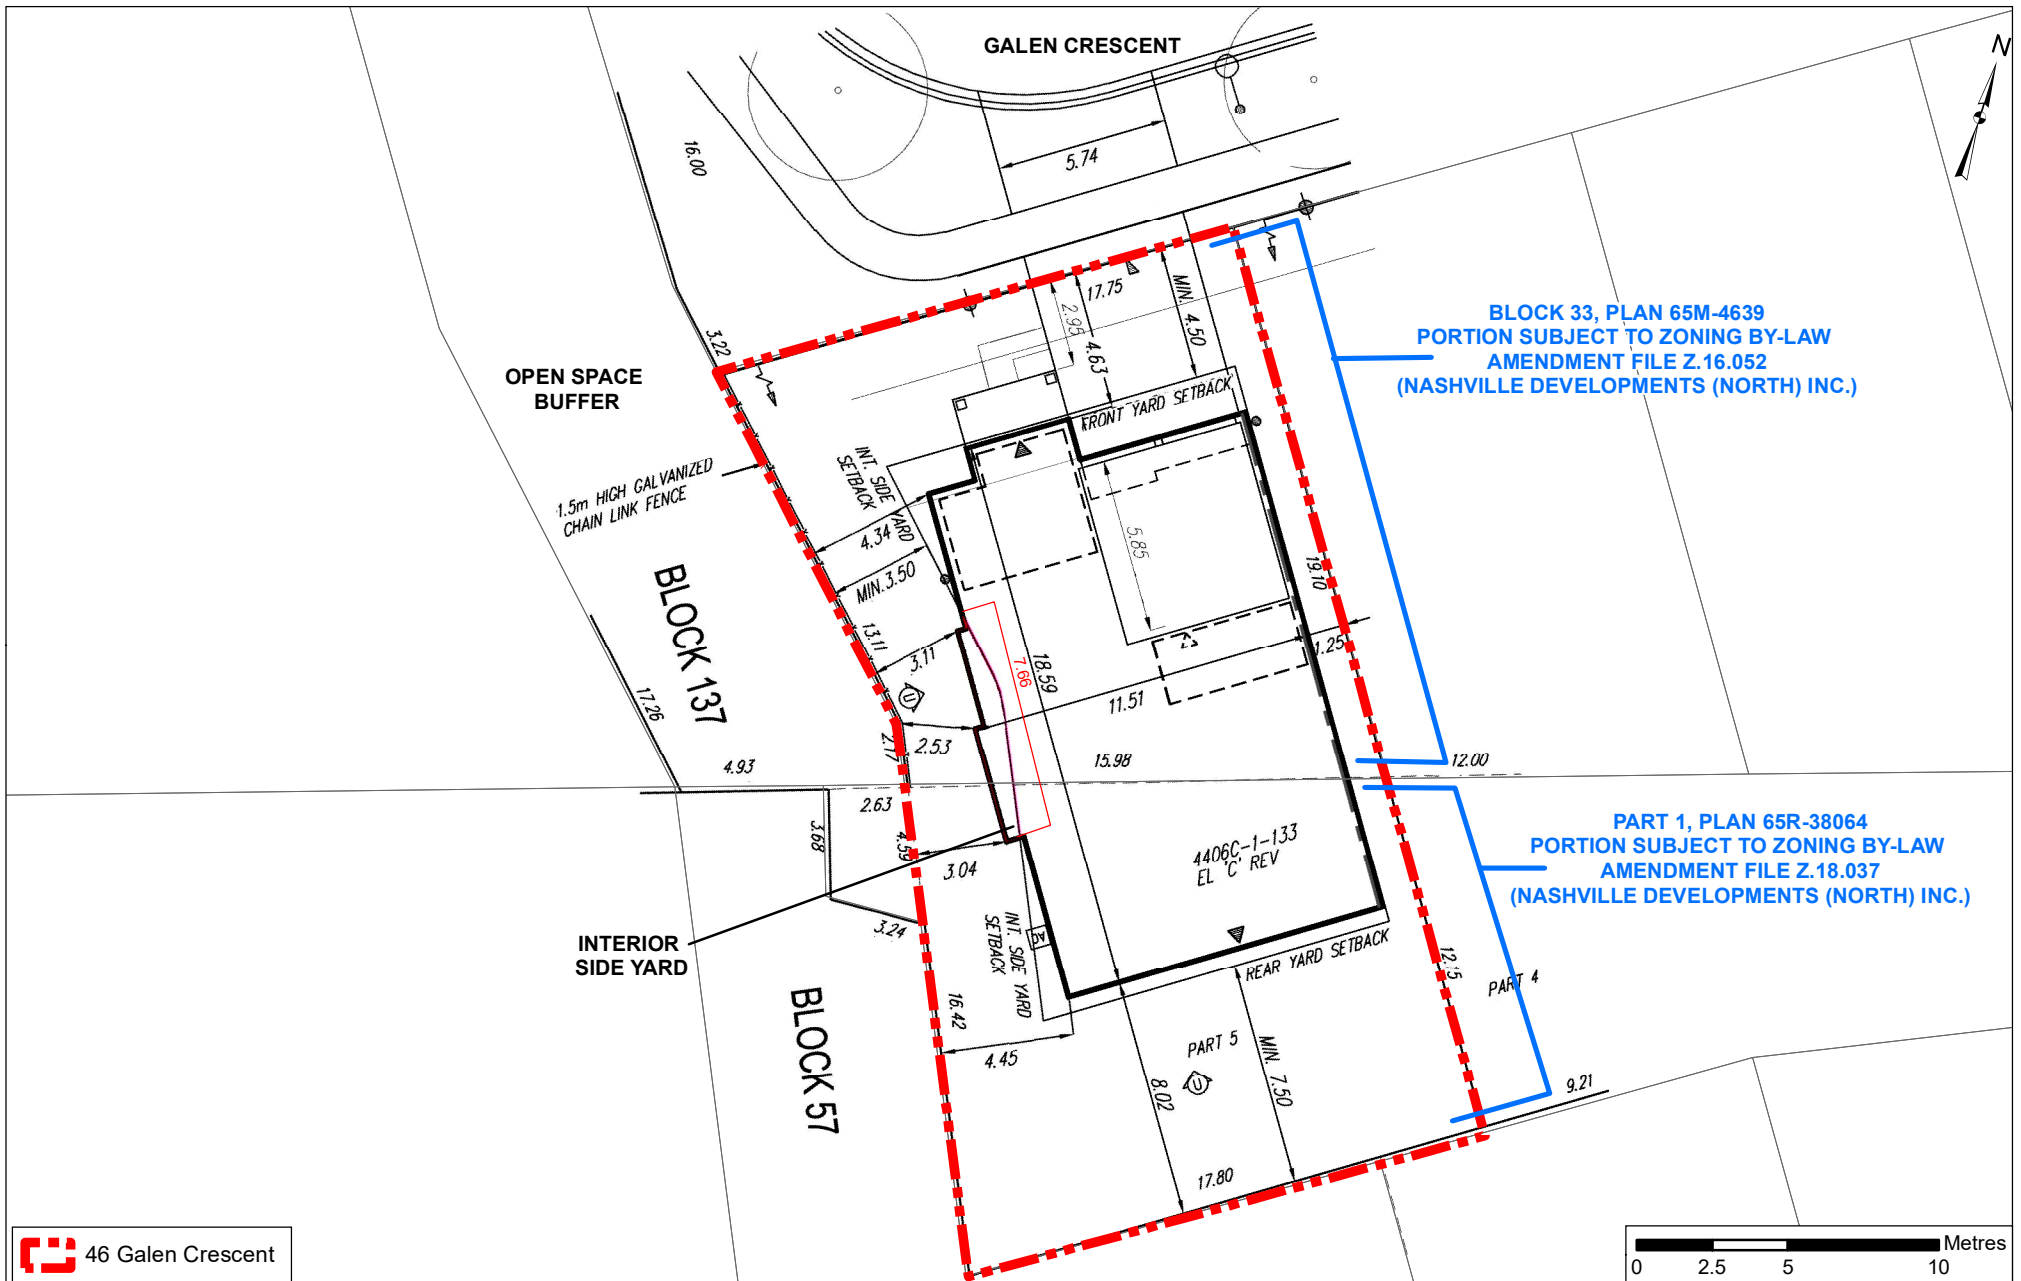 GALEN CRESCENT
N
16.00
5.74
3.22
17.75
2.95
4.63
MIN. 4.50
BLOCK 33, PLAN 65M-4639
PORTION SUBJECT TO ZONING BY-LAW
AMENDMENT FILE Z.16.052
(NASHVILLE DEVELOPMENTS (NORTH) INC.)
OPEN SPACE
BUFFER
FRONT YARD SETBACK
INT. SIDE YARD
SETBACK
1.5m HIGH GALVANIZED
CHAIN LINK FENCE
4.34
MIN.3.50
5.85
19.10
BLOCK 137
13.11
3.11
U
7.66
18.59
1.25
11.51
17.26
2.17
2.53
4.93
15.98
12.00
2.63
3.68
4.59
3.04
4406C-1-133
EL 'C' REV
PART 1, PLAN 65R-38064
PORTION SUBJECT TO ZONING BY-LAW
AMENDMENT FILE Z.18.037
(NASHVILLE DEVELOPMENTS (NORTH) INC.)
3.24
INTERIOR
SIDE YARD
INT. SIDE YARD
SETBACK
REAR YARD SETBACK
12.15
PART 4
BLOCK 57
16.42
4.45
PART 5
U
8.02
MIN. 7.50
9.21
17.80
46 Galen Crescent
Metres
0 2.5 5 10